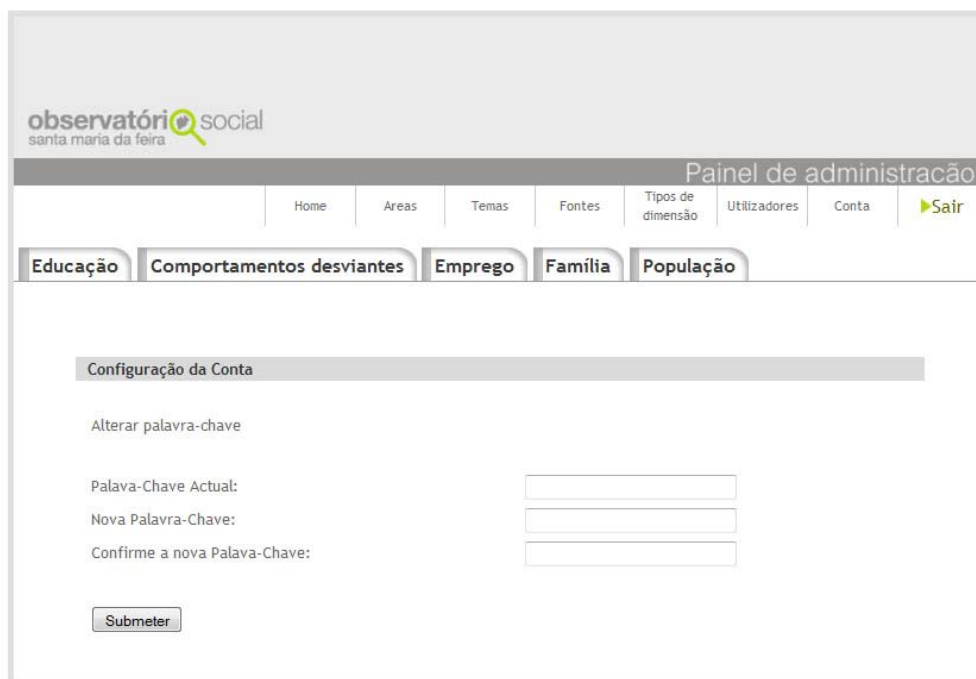 observatório social
santa maria da feira
Painel de administracão
Home Areas Temas Fontes Tipos de dimensão Utilizadores Conta Sair
Educação Comportamentos desviantes Emprego Família População
Configuração da Conta
Alterar palavra-chave
Palava-Chave Actual:
Nova Palavra-Chave:
Confirme a nova Palava-Chave:
Submeter